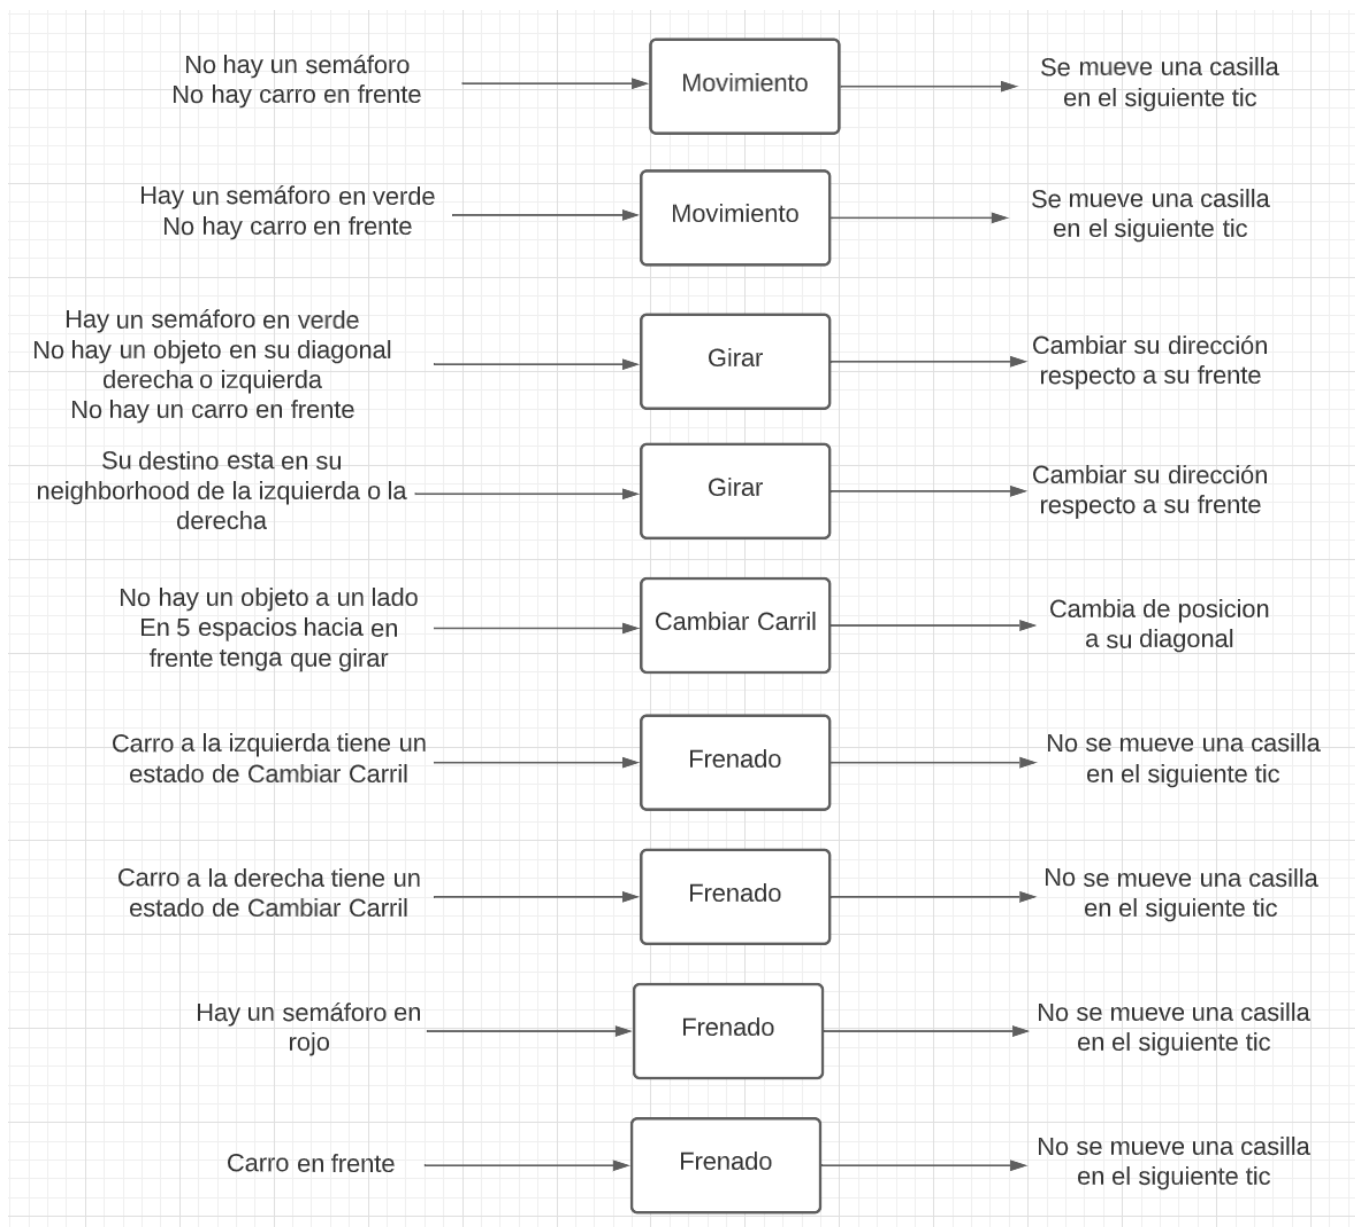 No hay un semáforo
No hay carro en frente
Movimiento
Se mueve una casilla
en el siguiente tic
Hay un semáforo en verde
No hay carro en frente
Movimiento
Se mueve una casilla
en el siguiente tic
Hay un semáforo en verde
No hay un objeto en su diagonal
derecha o izquierda
No hay un carro en frente
Girar
Cambiar su dirección
respecto a su frente
Su destino esta en su
neighborhood de la izquierda o la
derecha
Girar
Cambiar su dirección
respecto a su frente
No hay un objeto a un lado
En 5 espacios hacia en
frente tenga que girar
Cambiar Carril
Cambia de posicion
a su diagonal
Carro a la izquierda tiene un
estado de Cambiar Carril
Frenado
No se mueve una casilla
en el siguiente tic
Carro a la derecha tiene un
estado de Cambiar Carril
Frenado
No se mueve una casilla
en el siguiente tic
Hay un semáforo en
rojo
Frenado
No se mueve una casilla
en el siguiente tic
Carro en frente
Frenado
No se mueve una casilla
en el siguiente tic